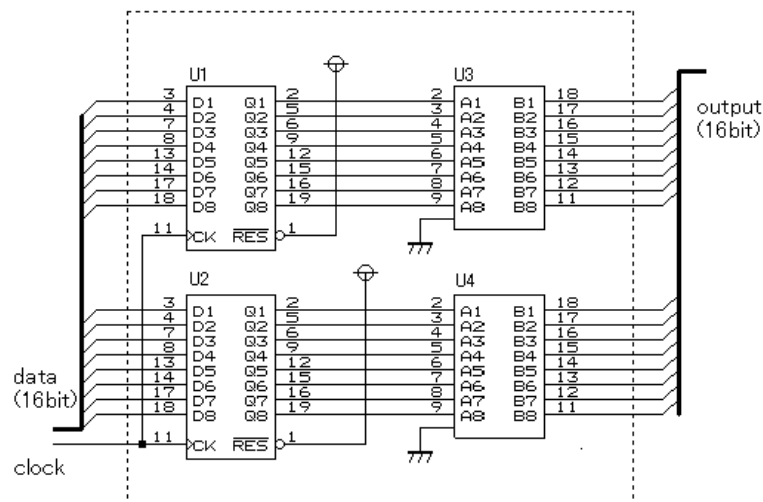 U1
U3
3 D1 Q1 2
4 D2 Q2 5
7 D3 Q3 6
8 D4 Q4 9
13 D5 Q5 12
14 D6 Q6 15
17 D7 Q7 16
18 D8 Q8 19
11 CK RES 1
2 A1 B1 18
3 A2 B2 17
4 A3 B3 16
5 A4 B4 15
6 A5 B5 14
7 A6 B6 13
8 A7 B7 12
9 A8 B8 11
output
(16bit)
U2
U4
3 D1 Q1 2
4 D2 Q2 5
7 D3 Q3 6
8 D4 Q4 9
13 D5 Q5 12
14 D6 Q6 15
17 D7 Q7 16
18 D8 Q8 19
11 CK RES 1
2 A1 B1 18
3 A2 B2 17
4 A3 B3 16
5 A4 B4 15
6 A5 B5 14
7 A6 B6 13
8 A7 B7 12
9 A8 B8 11
data
(16bit)
clock